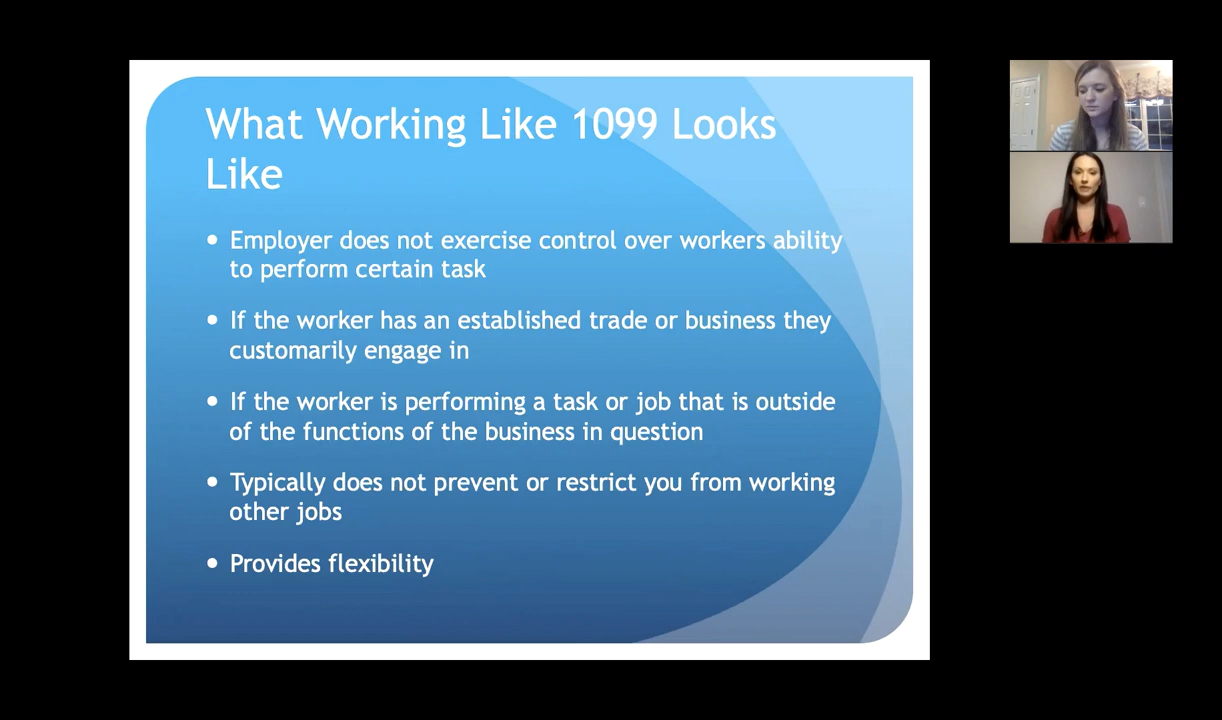 What Working Like 1099 Looks
Like
• Employer does not exercise control over workers ability
to perform certain task
• If the worker has an established trade or business they
customarily engage in
• If the worker is performing a task or job that is outside
of the functions of the business in question
• Typically does not prevent or restrict you from working
other jobs
• Provides flexibility